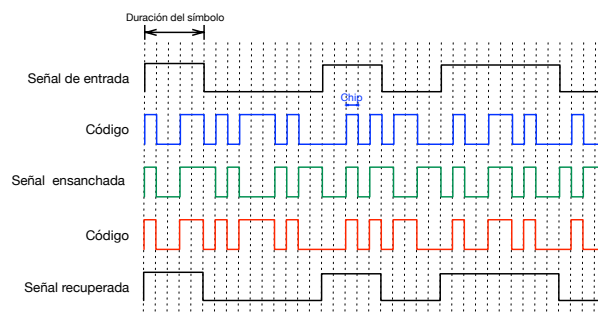 Duración del símbolo
Señal de entrada
Chip
Código
Señal ensanchada
Código
Señal recuperada